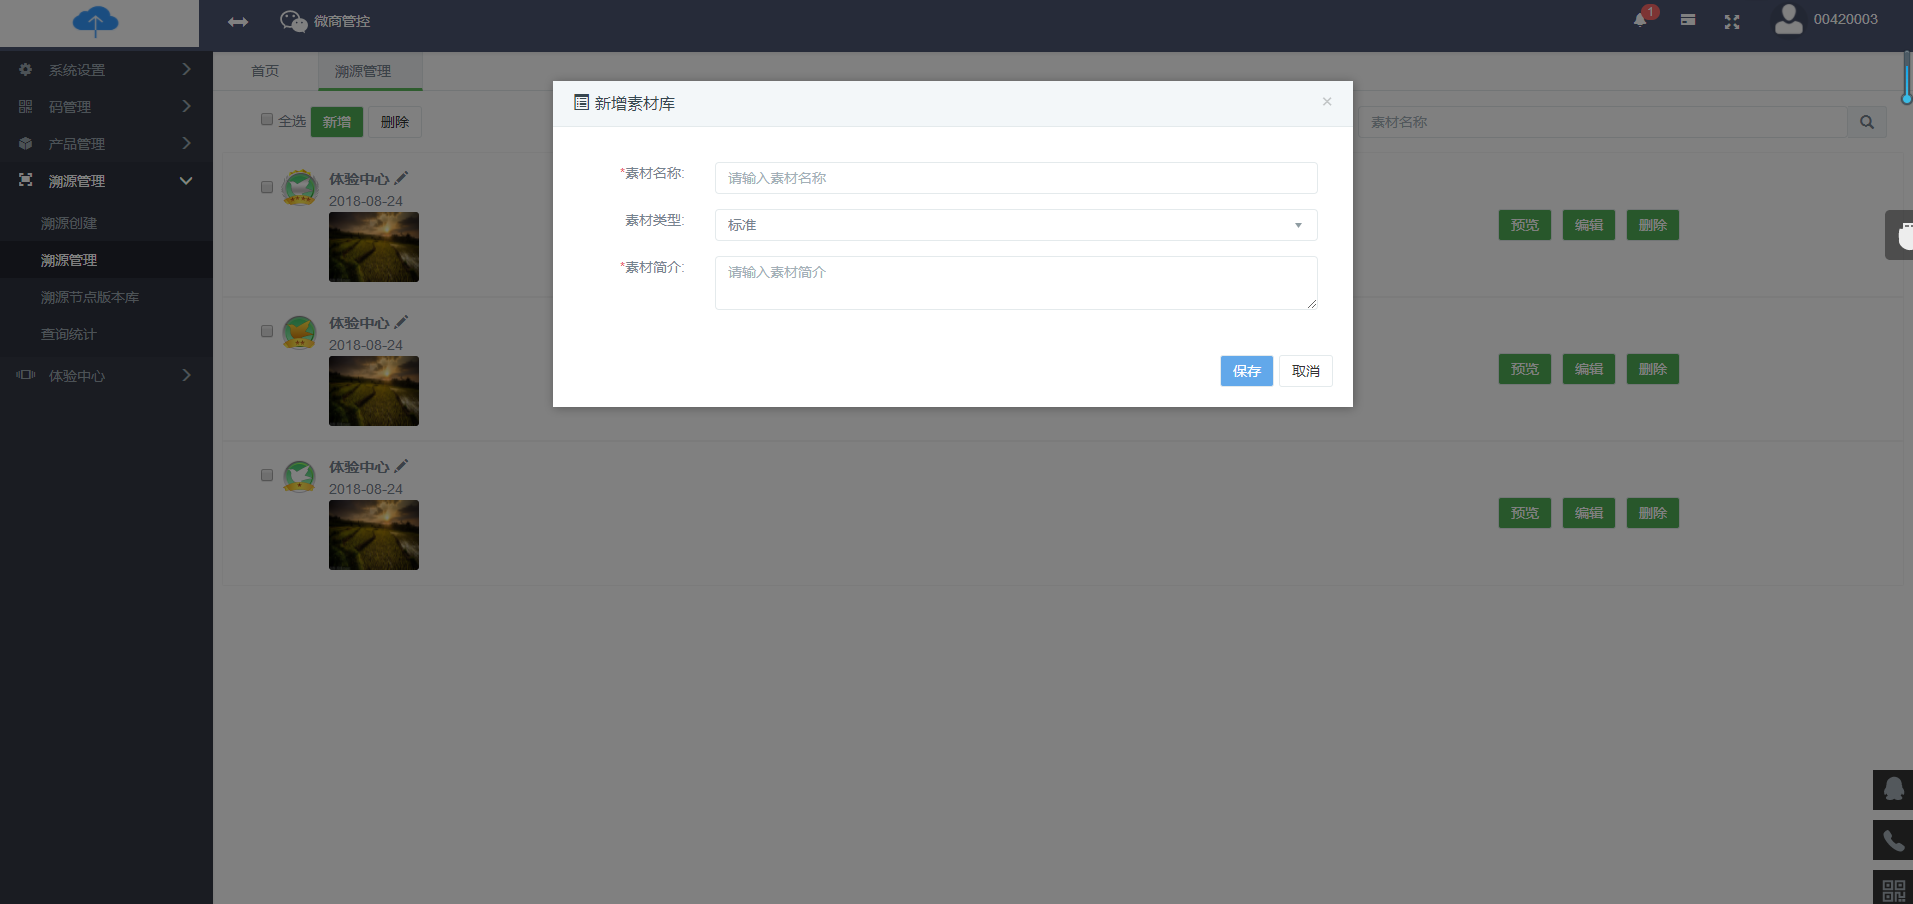 微商管控
1
00420003
系统设置
码管理
产品管理
溯源管理
溯源创建
溯源管理
溯源节点版本库
查询统计
体验中心
首页
溯源管理
全选
新增
删除
素材名称
体验中心
2018-08-24
预览
编辑
删除
体验中心
2018-08-24
预览
编辑
删除
体验中心
2018-08-24
预览
编辑
删除
新增素材库
×
*素材名称:
请输入素材名称
素材类型:
标准
*素材简介:
请输入素材简介
保存
取消